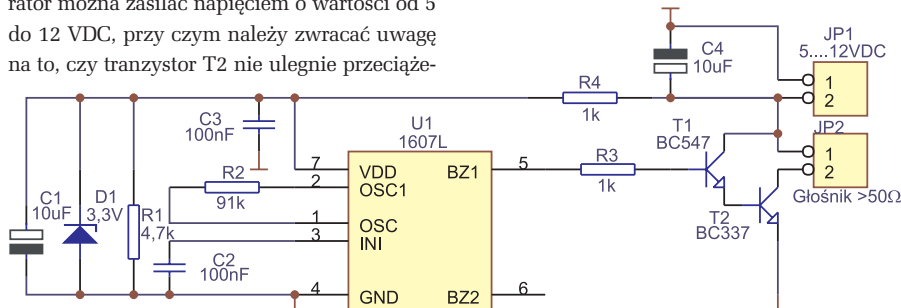 rator można zasilać napięciem o wartości od 5
do 12 VDC, przy czym należy zwracać uwagę
na to, czy tranzystor T2 nie ulegnie przeciąże-
JP1
5....12VDC
1
2
C4
10uF
R4
1k
C3
100nF
U1
1607L
T1
BC547
JP2
1
2
Głośnik >50Ω
R3
1k
T2
BC337
7
2
1
3
4
VDD
OSC1
OSC
INI
GND
BZ1
BZ2
5
6
R2
91k
C1
10uF
D1
3,3V
R1
4,7k
C2
100nF